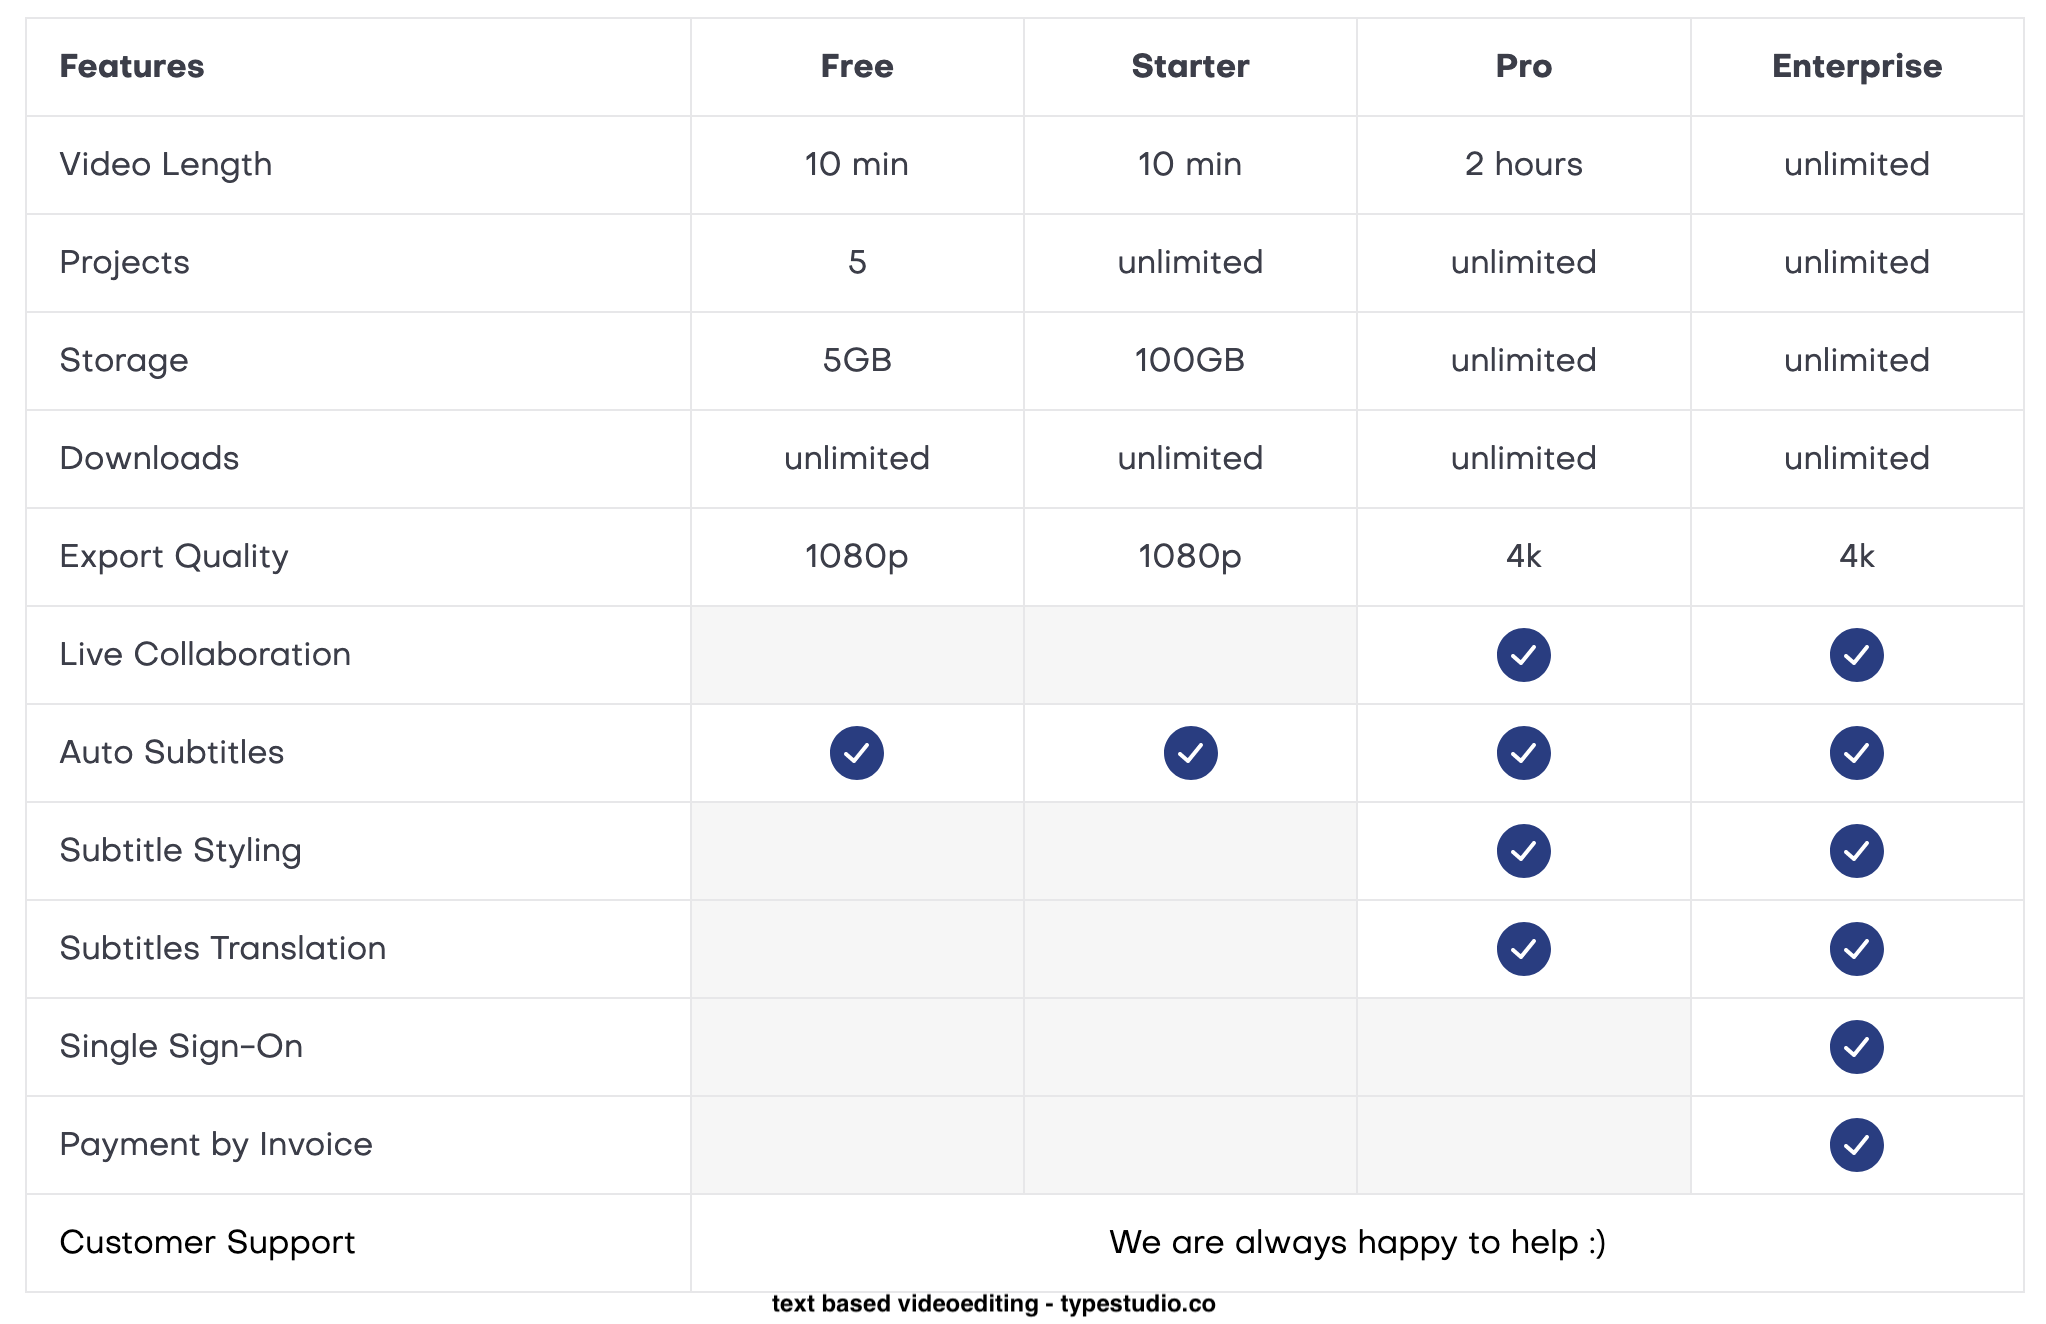 Features Free Starter Pro Enterprise
Video Length 10 min 10 min 2 hours unlimited
Projects 5 unlimited unlimited unlimited
Storage 5GB 100GB unlimited unlimited
Downloads unlimited unlimited unlimited unlimited
Export Quality 1080p 1080p 4k 4k
Live Collaboration
Auto Subtitles
Subtitle Styling
Subtitles Translation
Single Sign-On
Payment by Invoice
Customer Support We are always happy to help :)
text based videoediting - typestudio.co